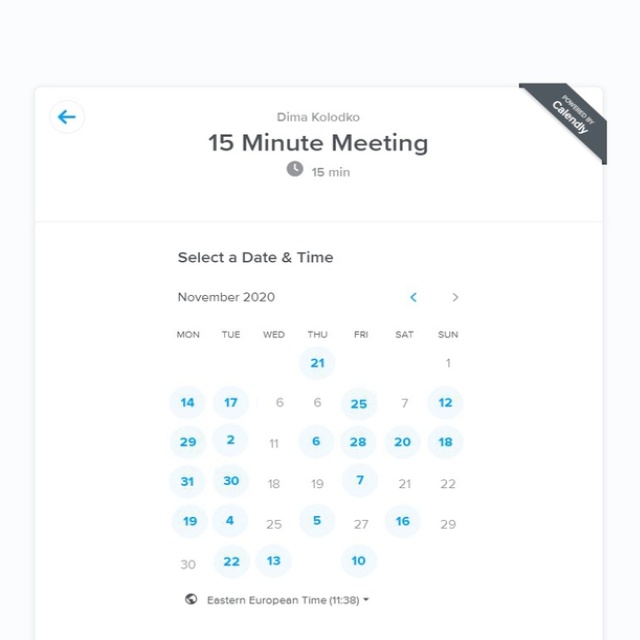 POWERED BY
Calendly
Dima Kolodko
15 Minute Meeting
15 min
Select a Date & Time
November 2020
MON TUE WED THU FRI SAT SUN
21 1
14 17 6 6 25 7 12
29 2 11 6 28 20 18
31 30 18 19 7 21 22
19 4 25 5 27 16 29
30 22 13 10
Eastern European Time (11:38)